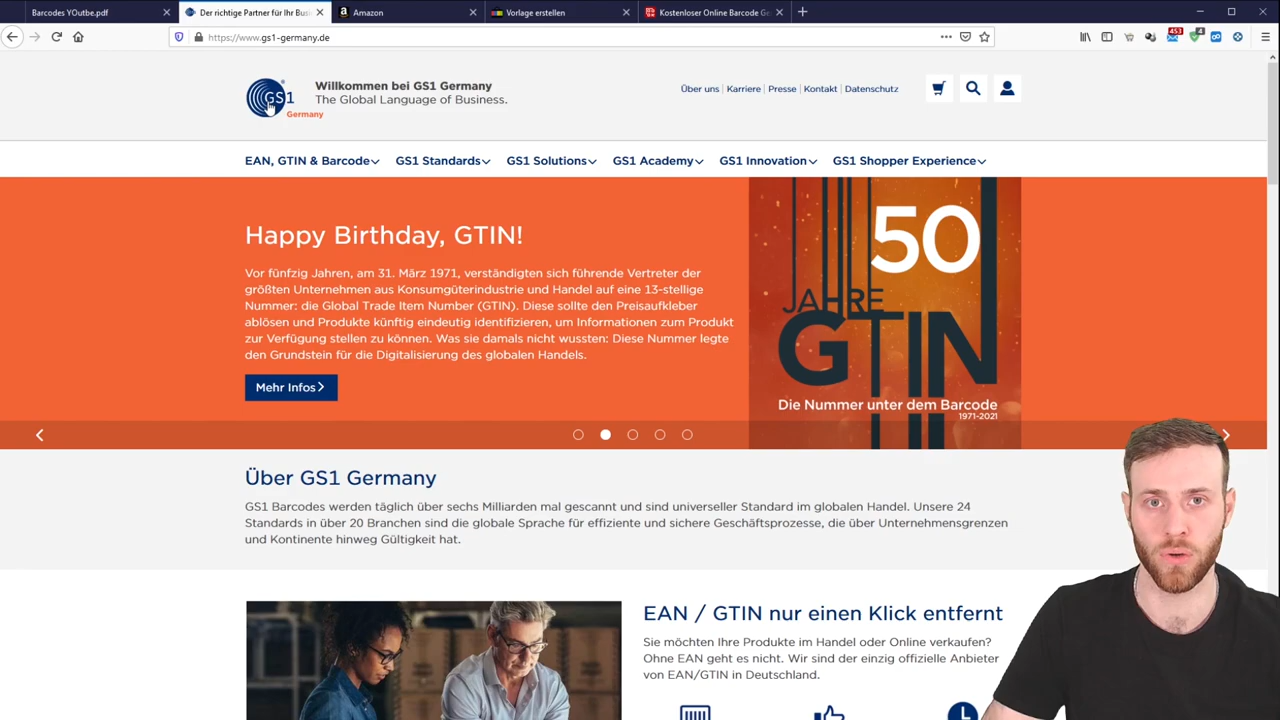 Barcodes YOutbe.pdf
Der richtige Partner für Ihr Busi
Amazon
Vorlage erstellen
Kostenloser Online Barcode Ge
https://www.gs1-germany.de
453
4
GS1
Germany
Willkommen bei GS1 Germany
The Global Language of Business.
Über uns | Karriere | Presse | Kontakt | Datenschutz
EAN, GTIN & Barcode
GS1 Standards
GS1 Solutions
GS1 Academy
GS1 Innovation
GS1 Shopper Experience
Happy Birthday, GTIN!
Vor fünfzig Jahren, am 31. März 1971, verständigten sich führende Vertreter der
größten Unternehmen aus Konsumgüterindustrie und Handel auf eine 13-stellige
Nummer: die Global Trade Item Number (GTIN). Diese sollte den Preisaufkleber
ablösen und Produkte künftig eindeutig identifizieren, um Informationen zum Produkt
zur Verfügung stellen zu können. Was sie damals nicht wussten: Diese Nummer legte
den Grundstein für die Digitalisierung des globalen Handels.
Mehr Infos
50
JAHRE
GTIN
Die Nummer unter dem Barcode
1971-2021
Über GS1 Germany
GS1 Barcodes werden täglich über sechs Milliarden mal gescannt und sind universeller Standard im globalen Handel. Unsere 24
Standards in über 20 Branchen sind die globale Sprache für effiziente und sichere Geschäftsprozesse, die über Unternehmensgrenzen
und Kontinente hinweg Gültigkeit hat.
EAN / GTIN nur einen Klick entfernt
Sie möchten Ihre Produkte im Handel oder Online verkaufen?
Ohne EAN geht es nicht. Wir sind der einzig offizielle Anbieter
von EAN/GTIN in Deutschland.